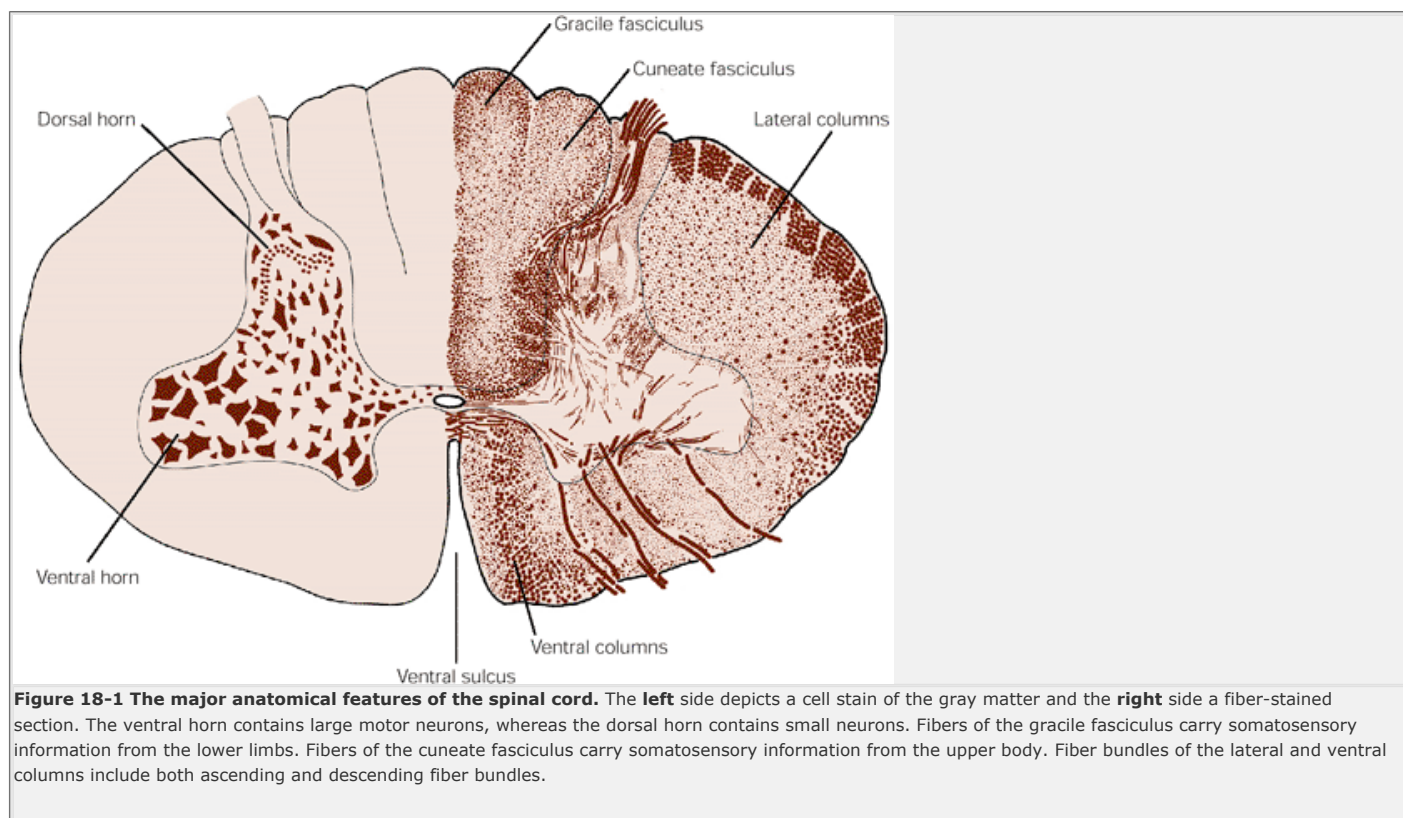 Gracile fasciculus
Cuneate fasciculus
Dorsal horn
Lateral columns
Ventral horn
Ventral columns
Ventral sulcus
Figure 18-1 The major anatomical features of the spinal cord. The left side depicts a cell stain of the gray matter and the right side a fiber-stained
section. The ventral horn contains large motor neurons, whereas the dorsal horn contains small neurons. Fibers of the gracile fasciculus carry somatosensory
information from the lower limbs. Fibers of the cuneate fasciculus carry somatosensory information from the upper body. Fiber bundles of the lateral and ventral
columns include both ascending and descending fiber bundles.